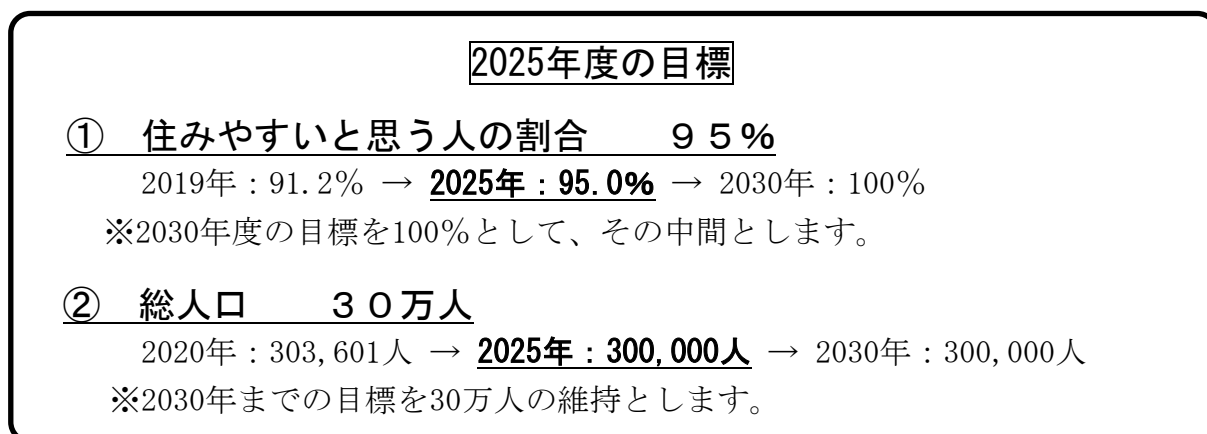 2025年度の目標
①　住みやすいと思う人の割合　　９５％
2019年：91.2％ → 2025年：95.0％ → 2030年：100％
※2030年度の目標を100％として、その中間とします。
②　総人口　　３０万人
2020年：303,601人 → 2025年：300,000人 → 2030年：300,000人
※2030年までの目標を30万人の維持とします。